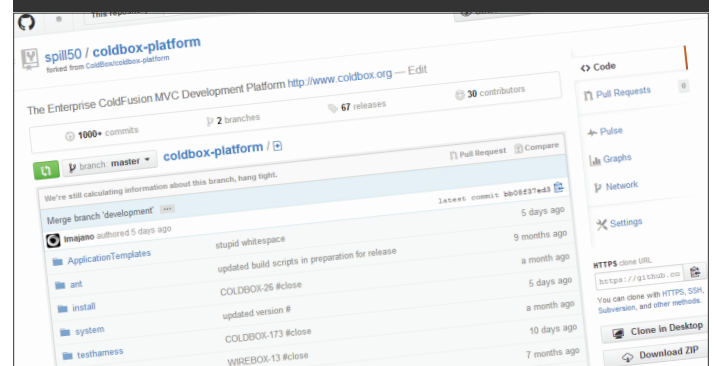 This repository
spill50 / coldbox-platform
forked from ColdBox/coldbox-platform
The Enterprise ColdFusion MVC Development Platform http://www.coldbox.org — Edit
1000+ commits
2 branches
67 releases
30 contributors
branch: master
coldbox-platform /
Pull Request
Compare
We're still calculating information about this branch, hang tight.
Merge branch 'development' ...
lmajano authored 5 days ago
latest commit bb08f37ed3
ApplicationTemplates
stupid whitespace
5 days ago
ant
updated build scripts in preparation for release
9 months ago
install
COLDBOX-26 #close
a month ago
system
updated version #
5 days ago
testharness
COLDBOX-173 #close
a month ago
WIREBOX-13 #close
10 days ago
7 months ago
Code
Pull Requests
0
Pulse
Graphs
Network
Settings
HTTPS clone URL
https://github.co
You can clone with HTTPS, SSH,
Subversion, and other methods.
Clone in Desktop
Download ZIP